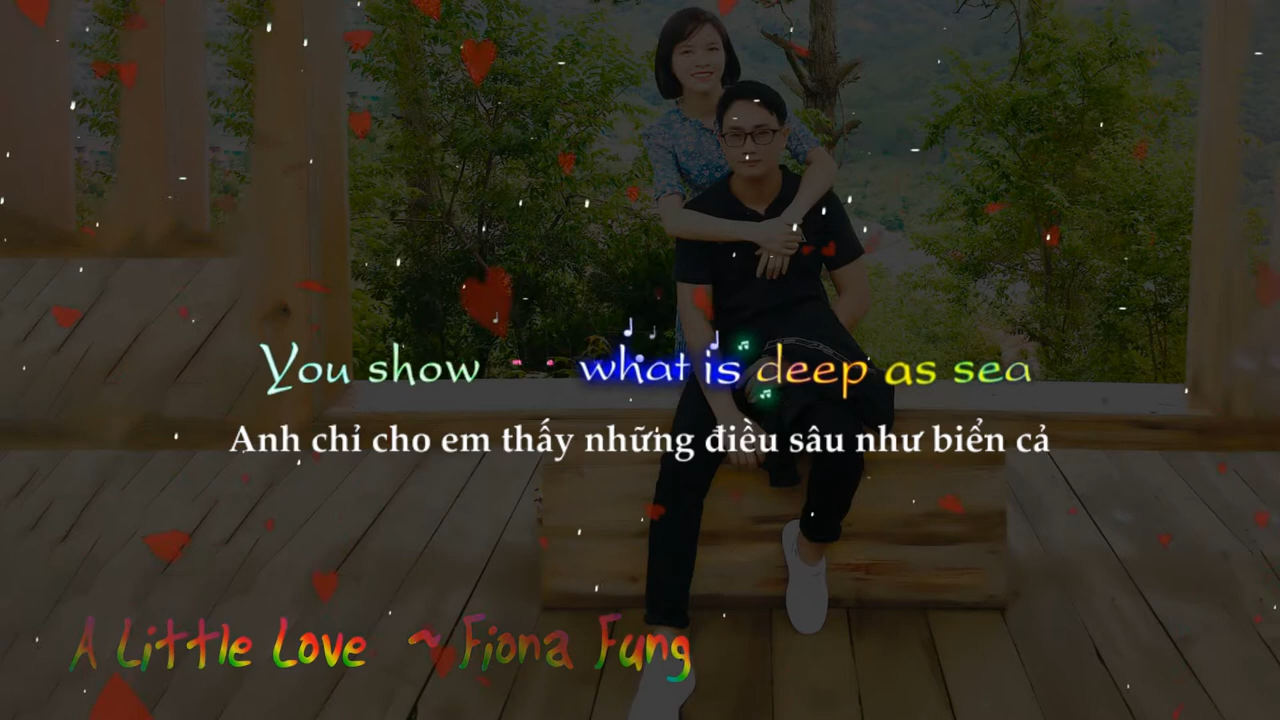 You show what is deep as sea
Anh chỉ cho em thấy những điều sâu như biển cả
A Little Love ~ Fiona Fung